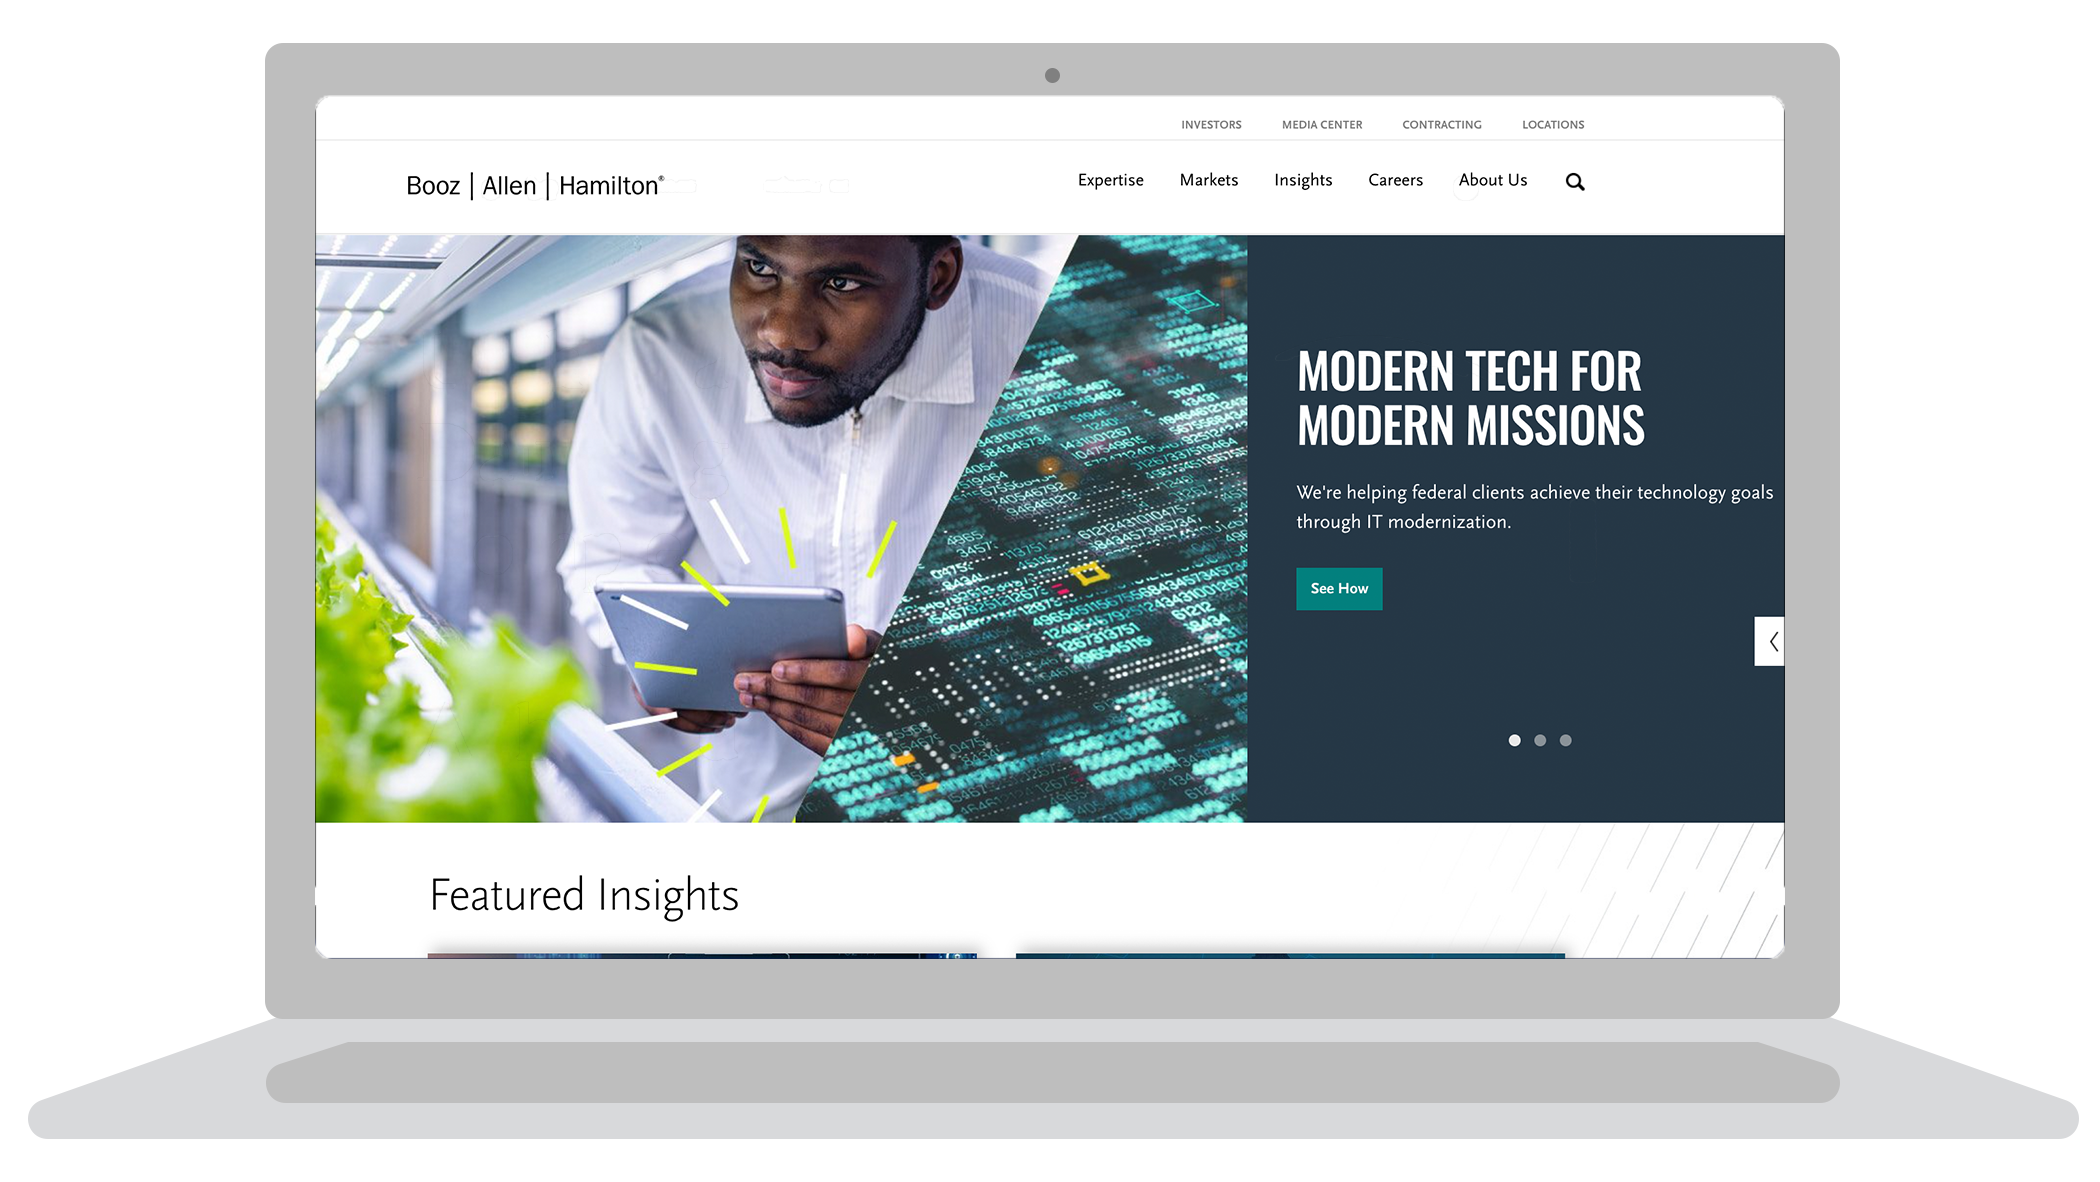 INVESTORS MEDIA CENTER CONTRACTING LOCATIONS
Booz | Allen | Hamilton®
Expertise Markets Insights Careers About Us
MODERN TECH FOR
MODERN MISSIONS
We're helping federal clients achieve their technology goals
through IT modernization.
See How
Featured Insights